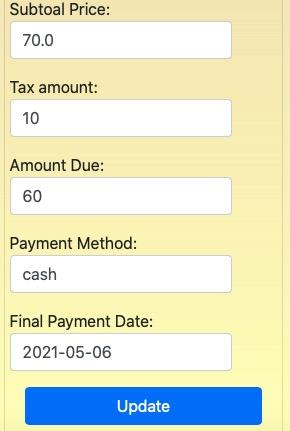 Subtoal Price:
70.0
Tax amount:
10
Amount Due:
60
Payment Method:
cash
Final Payment Date:
2021-05-06
Update